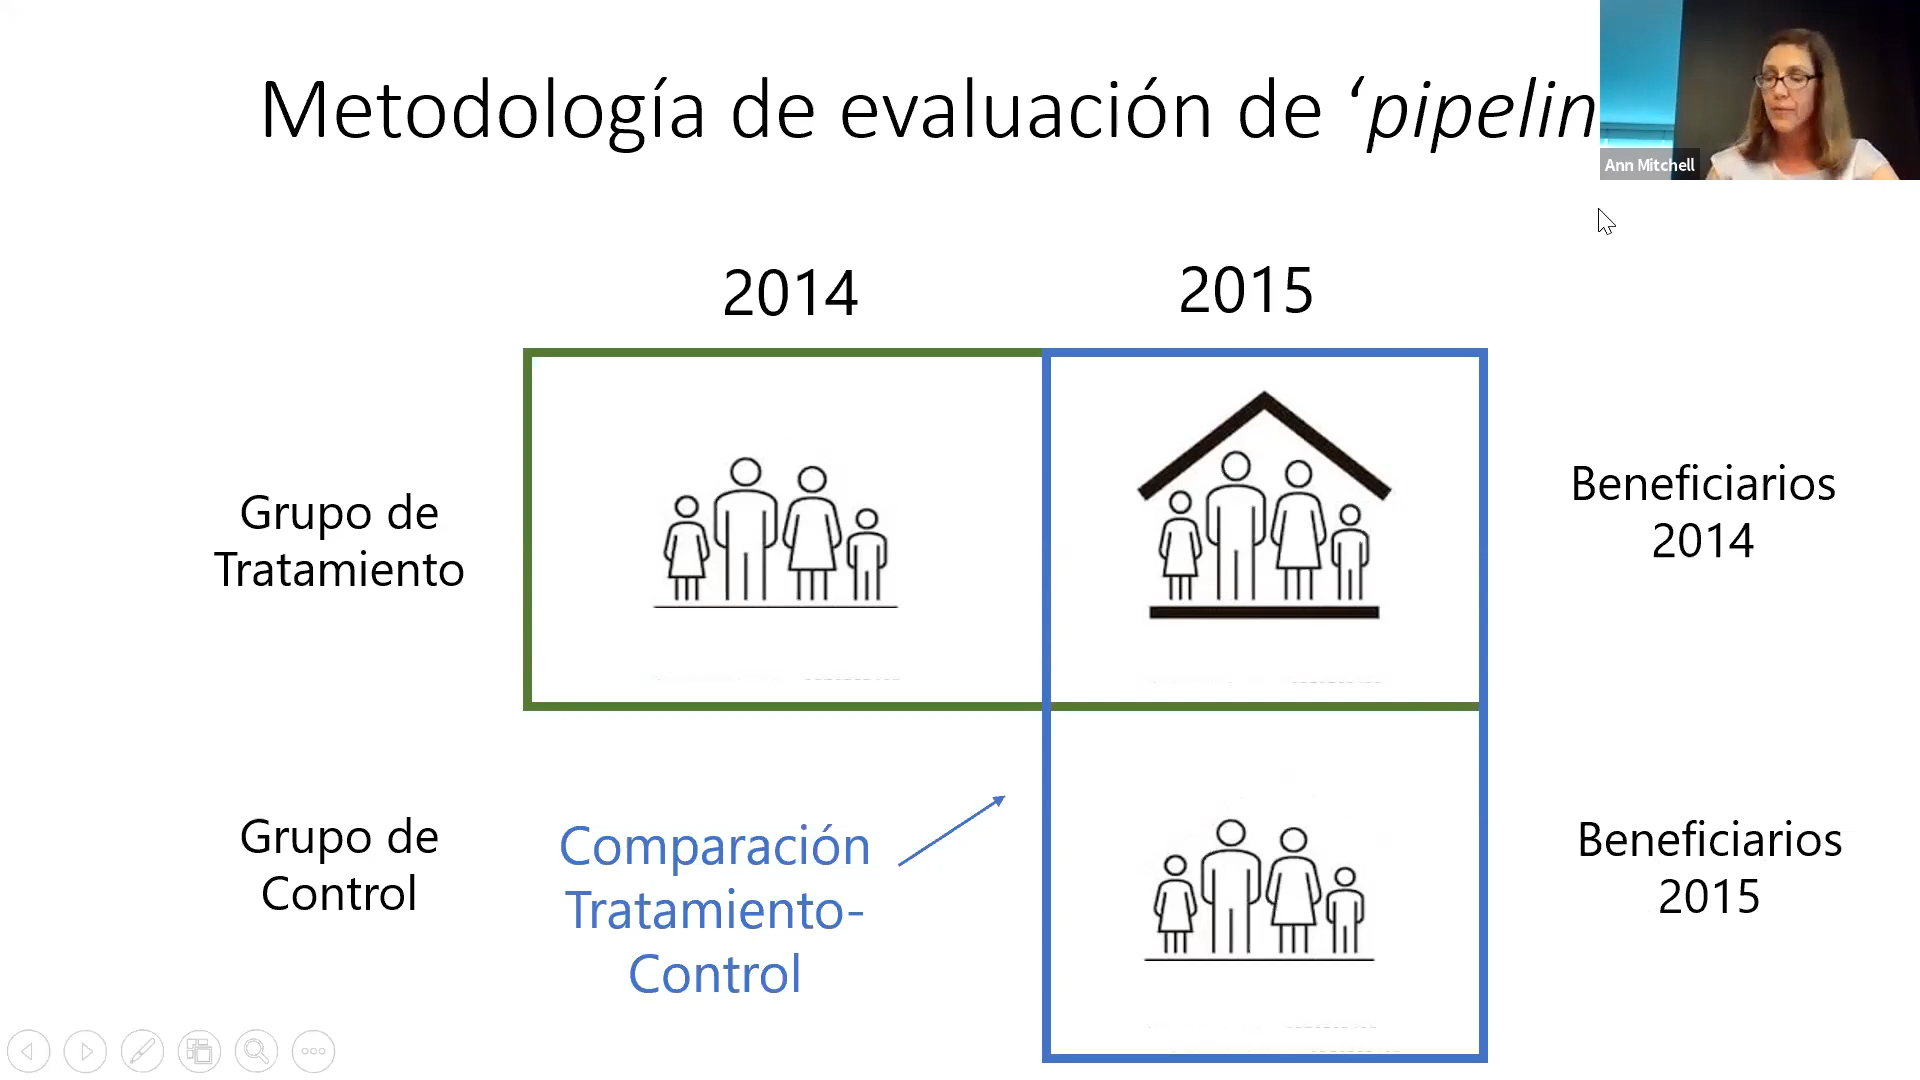 Metodología de evaluación de ‘pipelin
Ann Mitchell
2014
2015
Grupo de
Tratamiento
Beneficiarios
2014
Grupo de
Control
Comparación
Tratamiento-
Control
Beneficiarios
2015